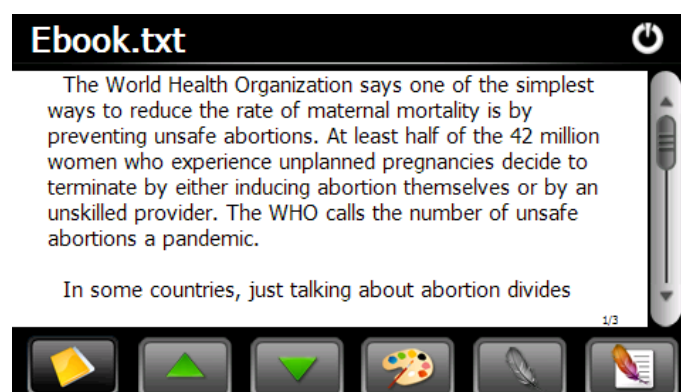 Ebook.txt
The World Health Organization says one of the simplest
ways to reduce the rate of maternal mortality is by
preventing unsafe abortions. At least half of the 42 million
women who experience unplanned pregnancies decide to
terminate by either inducing abortion themselves or by an
unskilled provider. The WHO calls the number of unsafe
abortions a pandemic.
In some countries, just talking about abortion divides
1/3